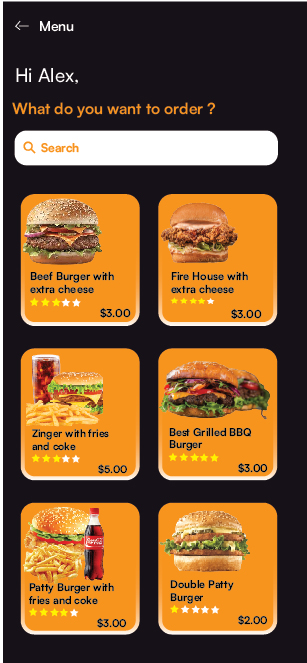 Menu
Hi Alex,
What do you want to order ?
Search
Beef Burger with
extra cheese
$3.00
Fire House with
extra cheese
$3.00
Zinger with fries
and coke
$5.00
Best Grilled BBQ
Burger
$3.00
Patty Burger with
fries and coke
$3.00
Double Patty
Burger
$2.00